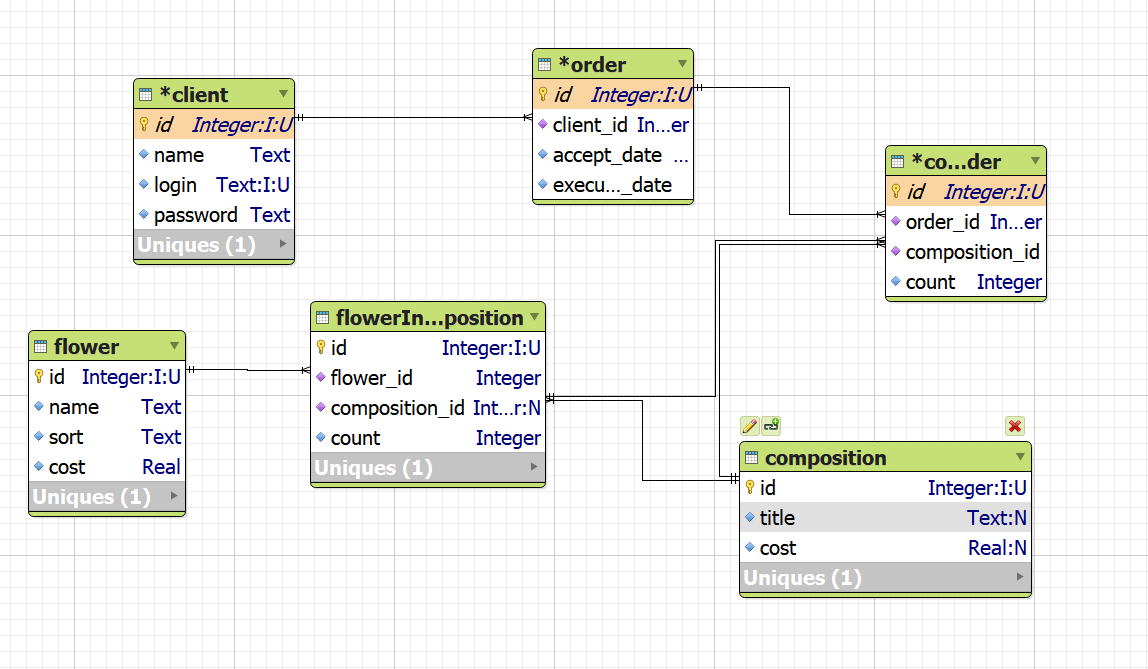 *client
id Integer:I:U
name Text
login Text:I:U
password Text
Uniques (1)
*order
id Integer:I:U
client_id In...er
accept_date ...
execu..._date
*co...der
id Integer:I:U
order_id In...er
composition_id
count Integer
flower
id Integer:I:U
name Text
sort Text
cost Real
Uniques (1)
flowerIn...position
id Integer:I:U
flower_id Integer
composition_id Int...r:N
count Integer
Uniques (1)
composition
id Integer:I:U
title Text:N
cost Real:N
Uniques (1)